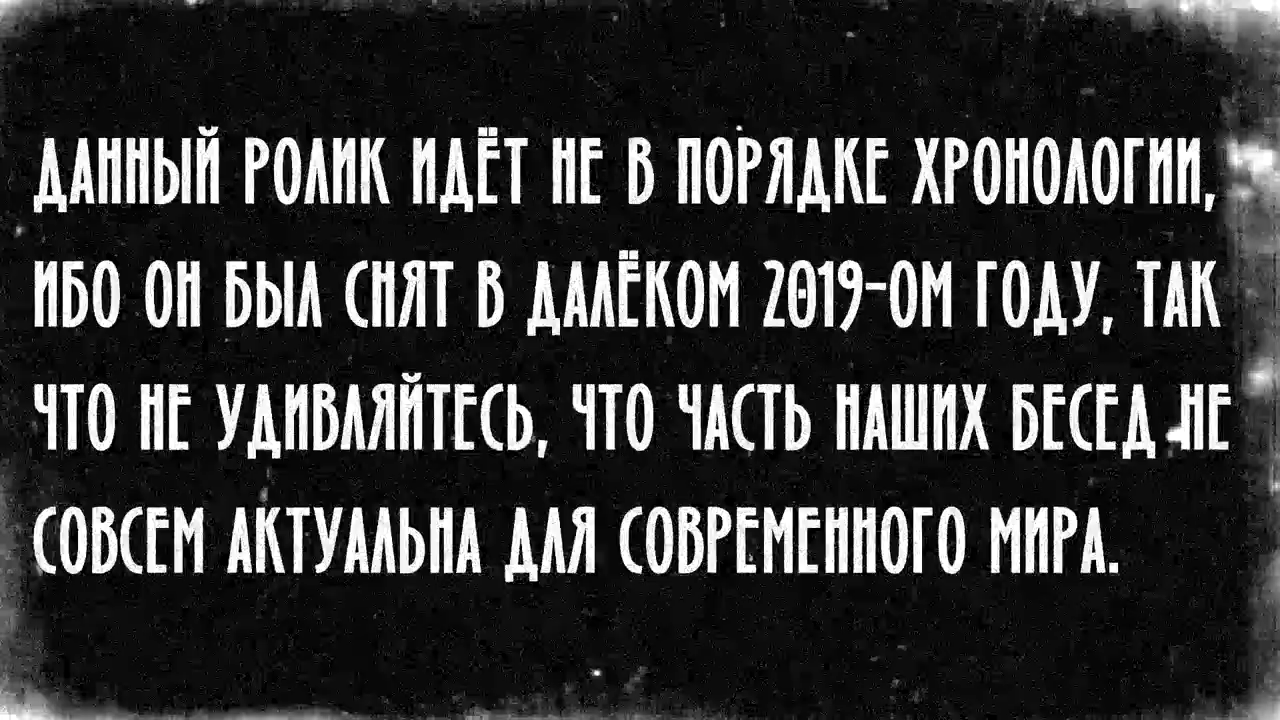 ДАННЫЙ РОЛИК ИДЁТ НЕ В ПОРЯДКЕ ХРОНОЛОГИИ,
ИБО ОН БЫЛ СНЯТ В ДАЛЁКОМ 2019-ОМ ГОДУ, ТАК
ЧТО НЕ УДИВЛЯЙТЕСЬ, ЧТО ЧАСТЬ НАШИХ БЕСЕД НЕ
СОВСЕМ АКТУАЛЬНА ДЛЯ СОВРЕМЕННОГО МИРА.